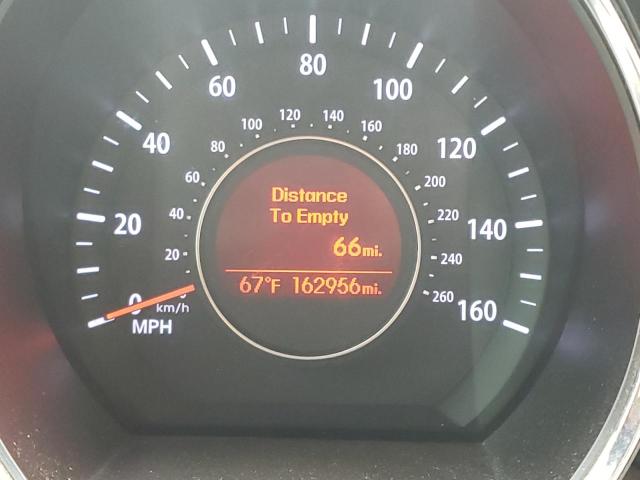 80
60 100
120 140
100 160
40 120
80 180
60 200
Distance
To Empty
20 40 220 140
66mi.
20 240
67°F 162956mi.
0 km/h 260 160
MPH